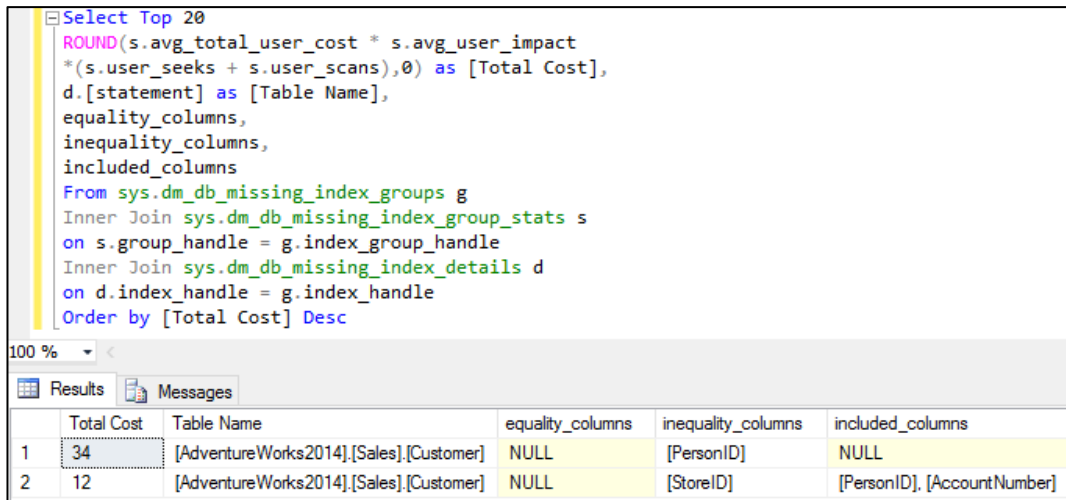 Select Top 20
ROUND(s.avg_total_user_cost * s.avg_user_impact
*(s.user_seeks + s.user_scans),0) as [Total Cost],
d.[statement] as [Table Name],
equality_columns,
inequality_columns,
included_columns
From sys.dm_db_missing_index_groups g
Inner Join sys.dm_db_missing_index_group_stats s
on s.group_handle = g.index_group_handle
Inner Join sys.dm_db_missing_index_details d
on d.index_handle = g.index_handle
Order by [Total Cost] Desc
100 %
Results Messages
Total Cost Table Name equality_columns inequality_columns included_columns
1 34 [AdventureWorks2014].[Sales].[Customer] NULL [PersonID] NULL
2 12 [AdventureWorks2014].[Sales].[Customer] NULL [StoreID] [PersonID], [AccountNumber]